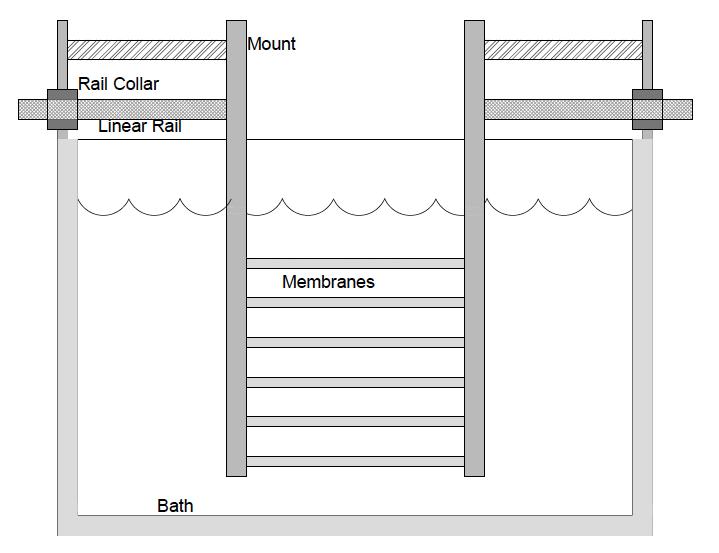 Mount
Rail Collar
Linear Rail
Membranes
Bath